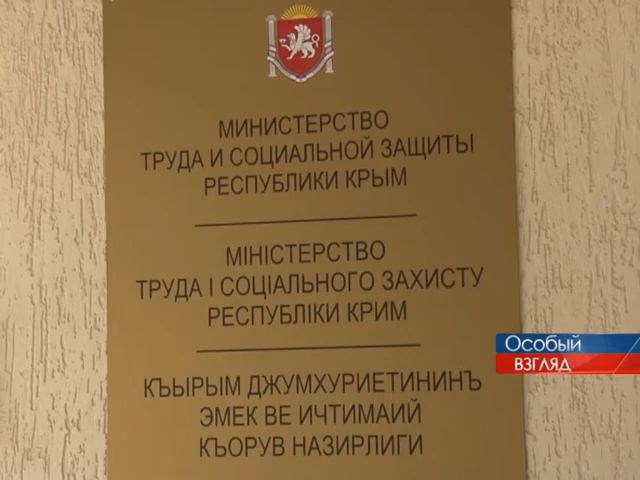 МИНИСТЕРСТВО
ТРУДА И СОЦИАЛЬНОЙ ЗАЩИТЫ
РЕСПУБЛИКИ КРЫМ
МІНІСТЕРСТВО
ТРУДА І СОЦІАЛЬНОГО ЗАХИСТУ
РЕСПУБЛІКИ КРИМ
КЪЫРЫМ ДЖУМХУРИЕТИНИНЪ
ЭМЕК ВЕ ИЧТИМАИЙ
КЪОРУВ НАЗИРЛИГИ
Особый
ВЗГЛЯД